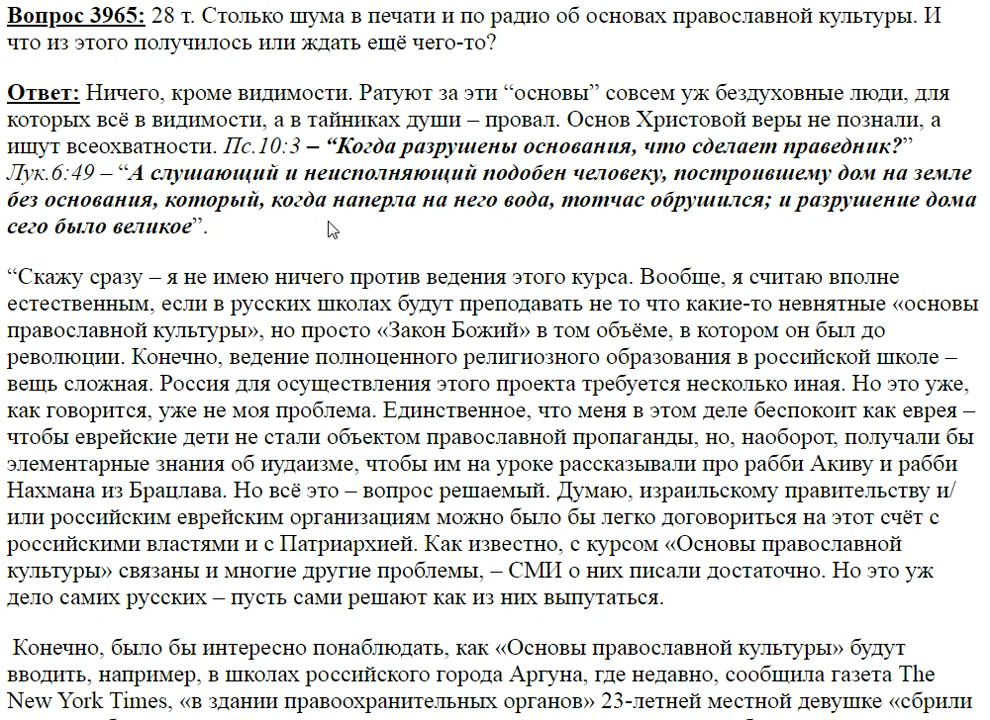 Вопрос 3965: 28 т. Столько шума в печати и по радио об основах православной культуры. И
что из этого получилось или ждать ещё чего-то?
Ответ: Ничего, кроме видимости. Ратуют за эти “основы” совсем уж бездуховные люди, для
которых всё в видимости, а в тайниках души – провал. Основ Христовой веры не познали, а
ищут всеохватности. Пс.10:3 – “Когда разрушены основания, что сделает праведник?”
Лук.6:49 – “А слушающий и неисполняющий подобен человеку, построившему дом на земле
без основания, который, когда наперла на него вода, тотчас обрушился; и разрушение дома
сего было великое”.
“Скажу сразу – я не имею ничего против ведения этого курса. Вообще, я считаю вполне
естественным, если в русских школах будут преподавать не то что какие-то невнятные «основы
православной культуры», но просто «Закон Божий» в том объёме, в котором он был до
революции. Конечно, ведение полноценного религиозного образования в российской школе –
вещь сложная. Россия для осуществления этого проекта требуется несколько иная. Но это уже,
как говорится, уже не моя проблема. Единственное, что меня в этом деле беспокоит как еврея –
чтобы еврейские дети не стали объектом православной пропаганды, но, наоборот, получали бы
элементарные знания об иудаизме, чтобы им на уроке рассказывали про рабби Акиву и рабби
Нахмана из Брацлава. Но всё это – вопрос решаемый. Думаю, израильскому правительству и/
или российским еврейским организациям можно было бы легко договориться на этот счёт с
российскими властями и с Патриархией. Как известно, с курсом «Основы православной
культуры» связаны и многие другие проблемы, – СМИ о них писали достаточно. Но это уж
дело самих русских – пусть сами решают как из них выпутаться.
Конечно, было бы интересно понаблюдать, как «Основы православной культуры» будут
вводить, например, в школах российского города Аргуна, где недавно, сообщила газета The
New York Times, «в здании правоохранительных органов» 23-летней местной девушке «сбрили